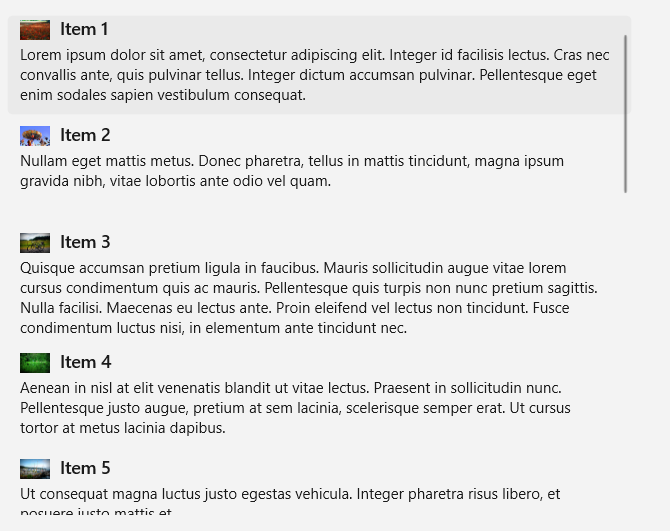 Item 1
Lorem ipsum dolor sit amet, consectetur adipiscing elit. Integer id facilisis lectus. Cras nec
convallis ante, quis pulvinar tellus. Integer dictum accumsan pulvinar. Pellentesque eget
enim sodales sapien vestibulum consequat.
Item 2
Nullam eget mattis metus. Donec pharetra, tellus in mattis tincidunt, magna ipsum
gravida nibh, vitae lobortis ante odio vel quam.
Item 3
Quisque accumsan pretium ligula in faucibus. Mauris sollicitudin augue vitae lorem
cursus condimentum quis ac mauris. Pellentesque quis turpis non nunc pretium sagittis.
Nulla facilisi. Maecenas eu lectus ante. Proin eleifend vel lectus non tincidunt. Fusce
condimentum luctus nisi, in elementum ante tincidunt nec.
Item 4
Aenean in nisl at elit venenatis blandit ut vitae lectus. Praesent in sollicitudin nunc.
Pellentesque justo augue, pretium at sem lacinia, scelerisque semper erat. Ut cursus
tortor at metus lacinia dapibus.
Item 5
Ut consequat magna luctus justo egestas vehicula. Integer pharetra risus libero, et
posuere justo mattis et